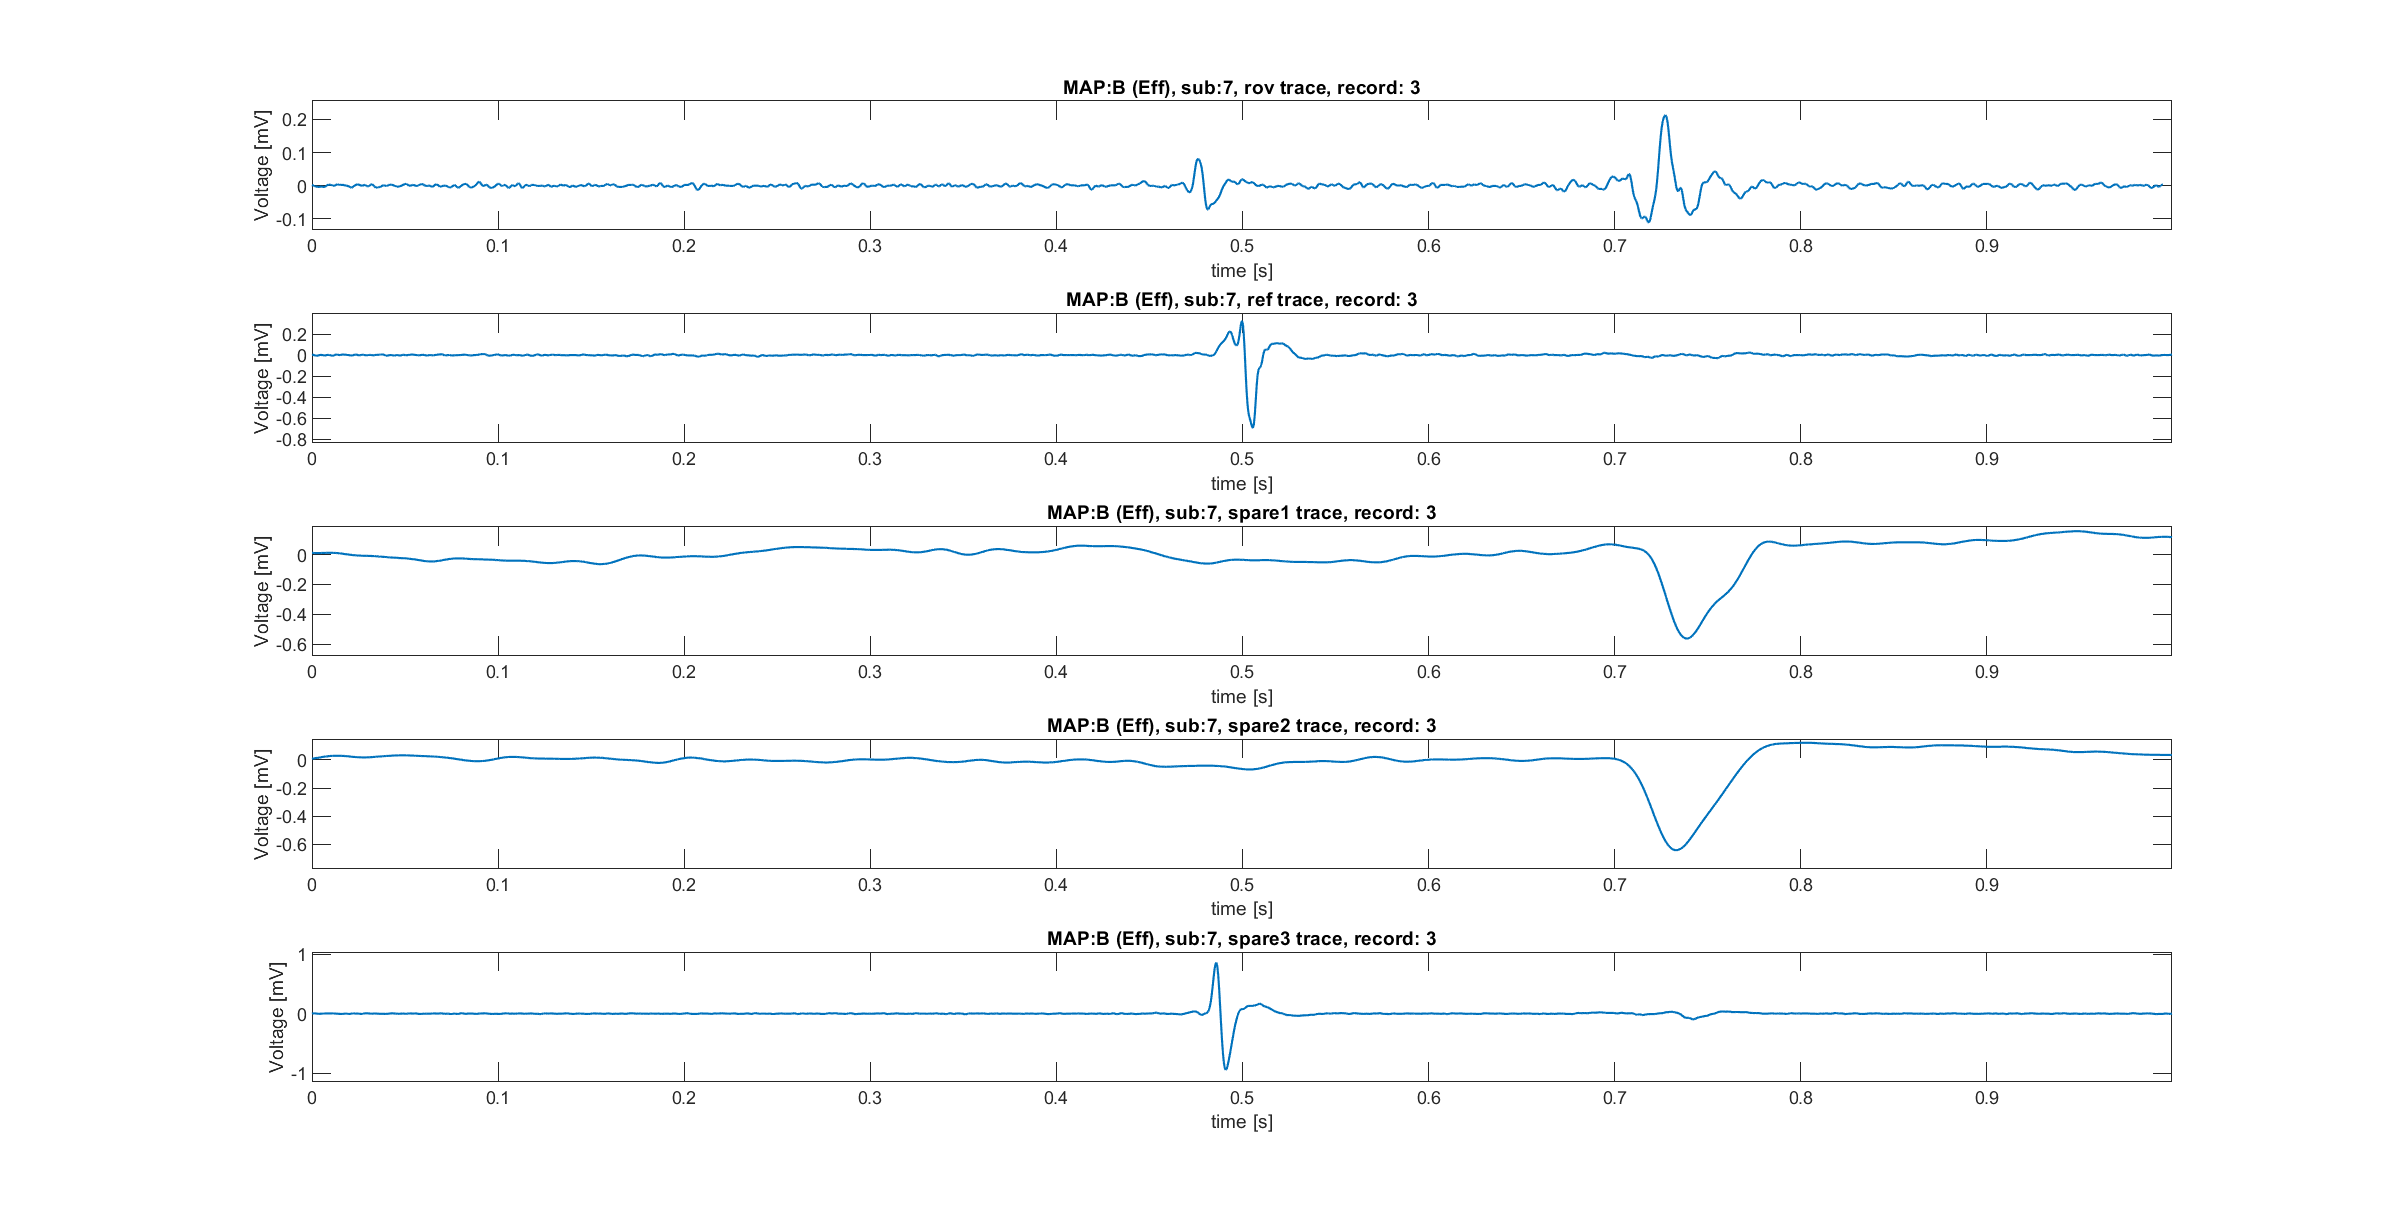 MAP:B (Eff), sub:7, rov trace, record: 3
Voltage [mV]
0.2
0.1
0
-0.1
0 0.1 0.2 0.3 0.4 0.5 0.6 0.7 0.8 0.9
time [s]
MAP:B (Eff), sub:7, ref trace, record: 3
Voltage [mV]
0.2
0
-0.2
-0.4
-0.6
-0.8
0 0.1 0.2 0.3 0.4 0.5 0.6 0.7 0.8 0.9
time [s]
MAP:B (Eff), sub:7, spare1 trace, record: 3
Voltage [mV]
0
-0.2
-0.4
-0.6
0 0.1 0.2 0.3 0.4 0.5 0.6 0.7 0.8 0.9
time [s]
MAP:B (Eff), sub:7, spare2 trace, record: 3
Voltage [mV]
0
-0.2
-0.4
-0.6
0 0.1 0.2 0.3 0.4 0.5 0.6 0.7 0.8 0.9
time [s]
MAP:B (Eff), sub:7, spare3 trace, record: 3
Voltage [mV]
1
0
-1
0 0.1 0.2 0.3 0.4 0.5 0.6 0.7 0.8 0.9
time [s]